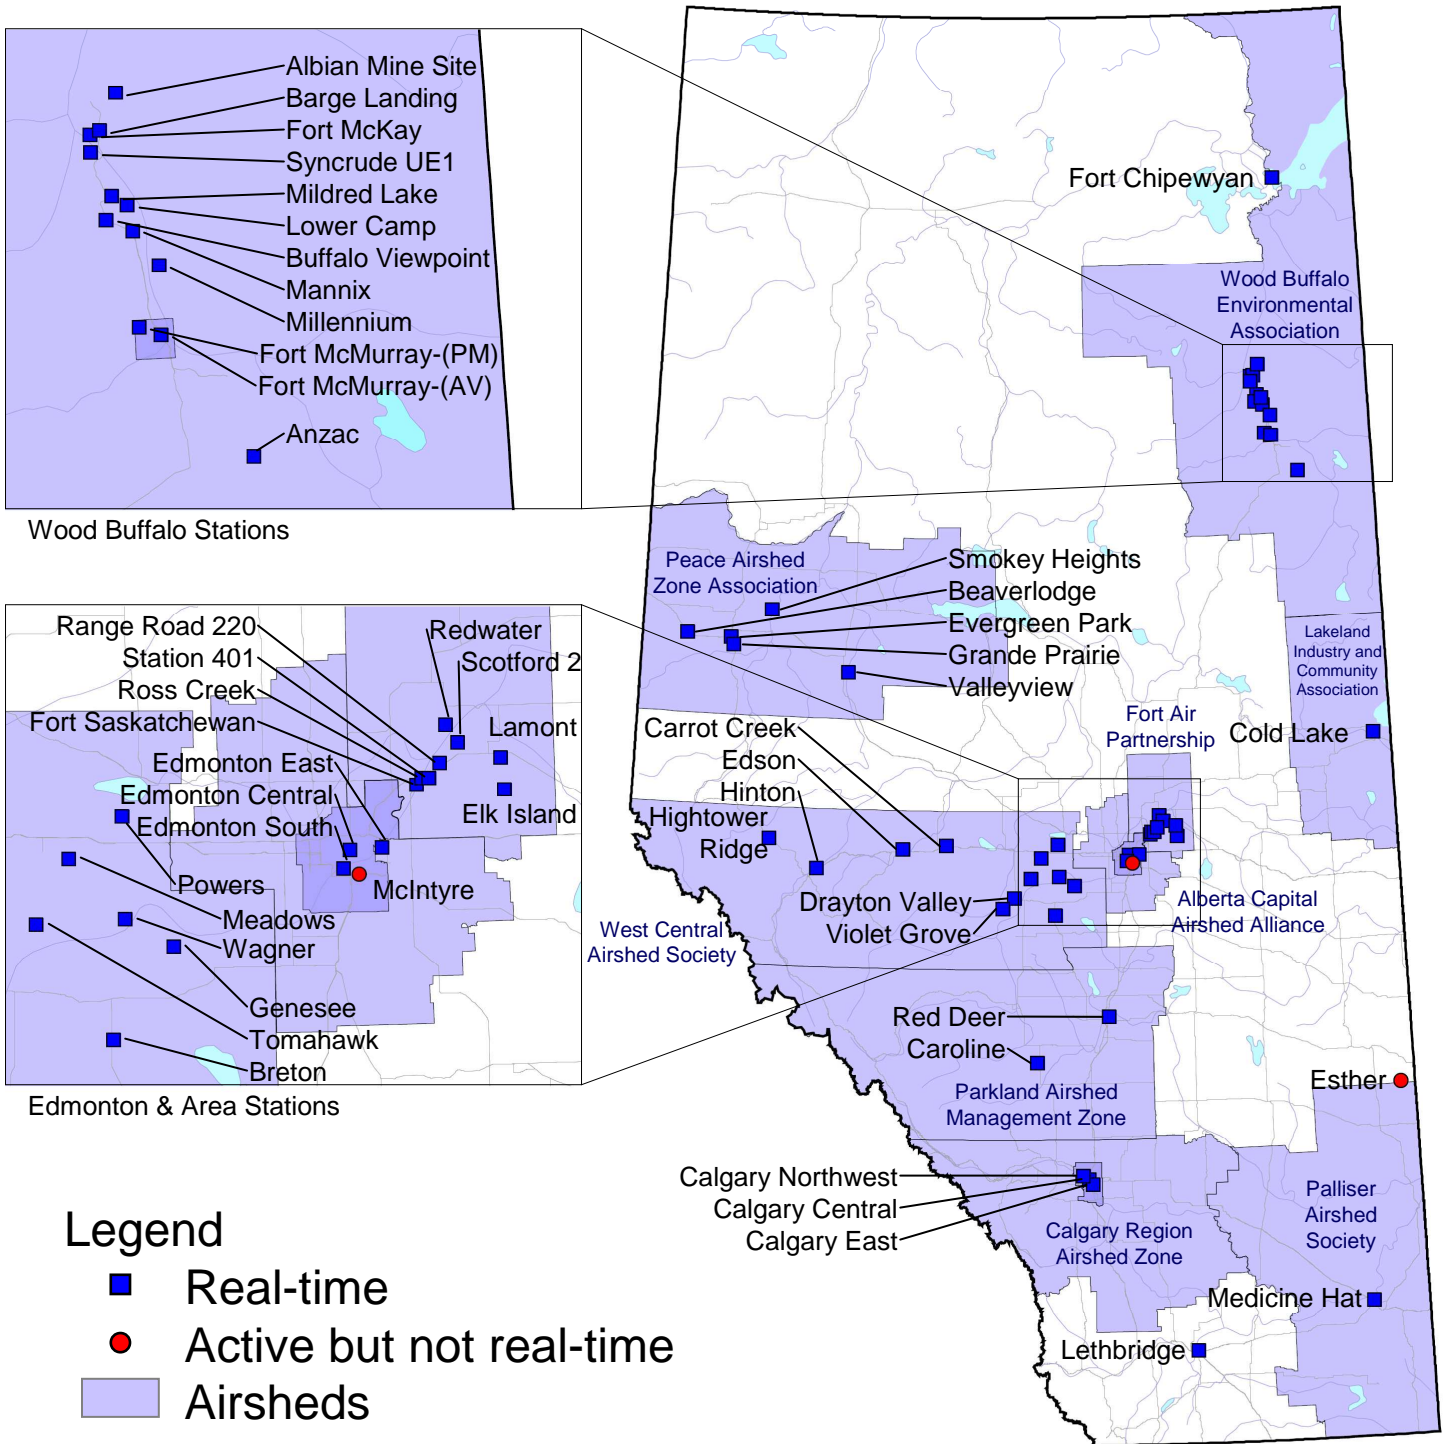 Albian Mine Site
Barge Landing
Fort McKay
Syncrude UE1
Mildred Lake
Lower Camp
Buffalo Viewpoint
Mannix
Millennium
Fort McMurray-(PM)
Fort McMurray-(AV)
Anzac
Wood Buffalo Stations
Range Road 220
Station 401
Ross Creek
Fort Saskatchewan
Edmonton East
Edmonton Central
Edmonton South
Redwater
Scotford 2
Lamont
Elk Island
McIntyre
Powers
Meadows
Wagner
Genesee
Tomahawk
Breton
Edmonton & Area Stations
Fort Chipewyan
Wood Buffalo
Environmental
Association
Peace Airshed
Zone Association
Smokey Heights
Beaverlodge
Evergreen Park
Grande Prairie
Valleyview
Lakeland
Industry and
Community
Association
Cold Lake
Fort Air
Partnership
Carrot Creek
Edson
Hinton
Hightower
Ridge
Drayton Valley
Violet Grove
Alberta Capital
Airshed Alliance
West Central
Airshed Society
Red Deer
Caroline
Parkland Airshed
Management Zone
Esther
Calgary Northwest
Calgary Central
Calgary East
Calgary Region
Airshed Zone
Palliser
Airshed
Society
Medicine Hat
Lethbridge
Legend
Real-time
Active but not real-time
Airsheds